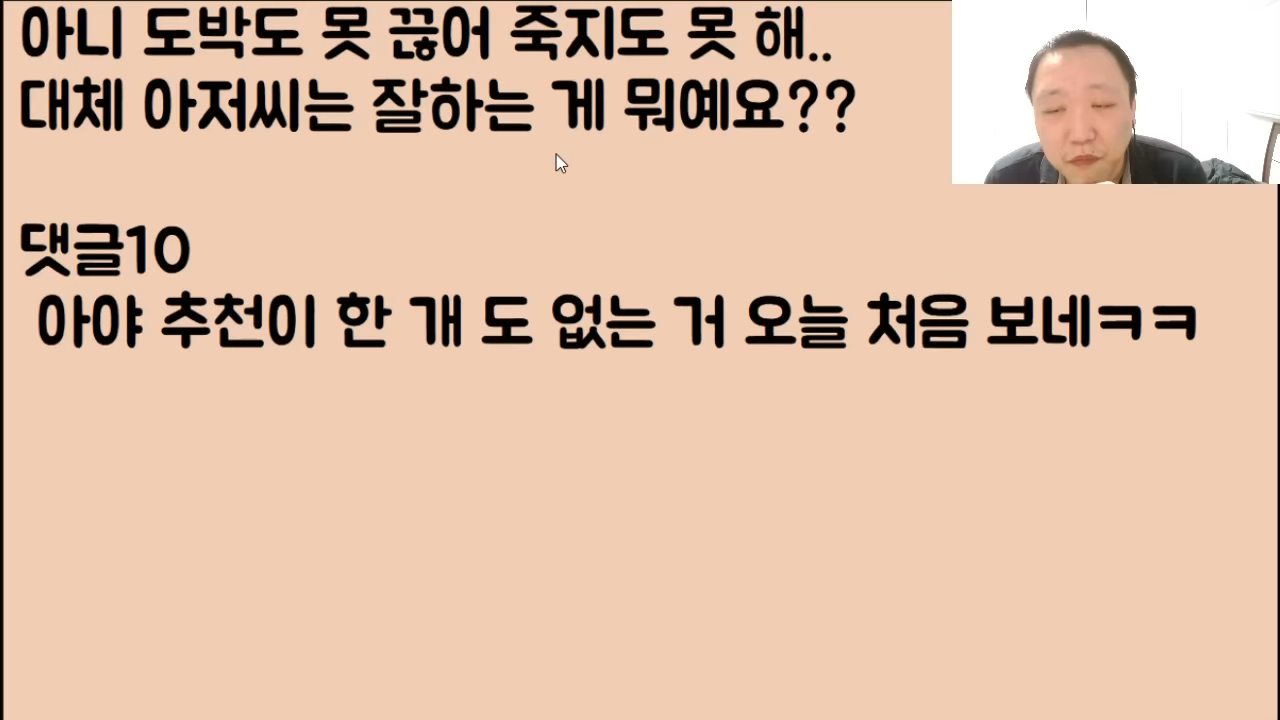 아니 도박도 못 끊어 죽지도 못 해..
대체 아저씨는 잘하는 게 뭐예요??
댓글10
아야 추천이 한 개 도 없는 거 오늘 처음 보네ㅋㅋ